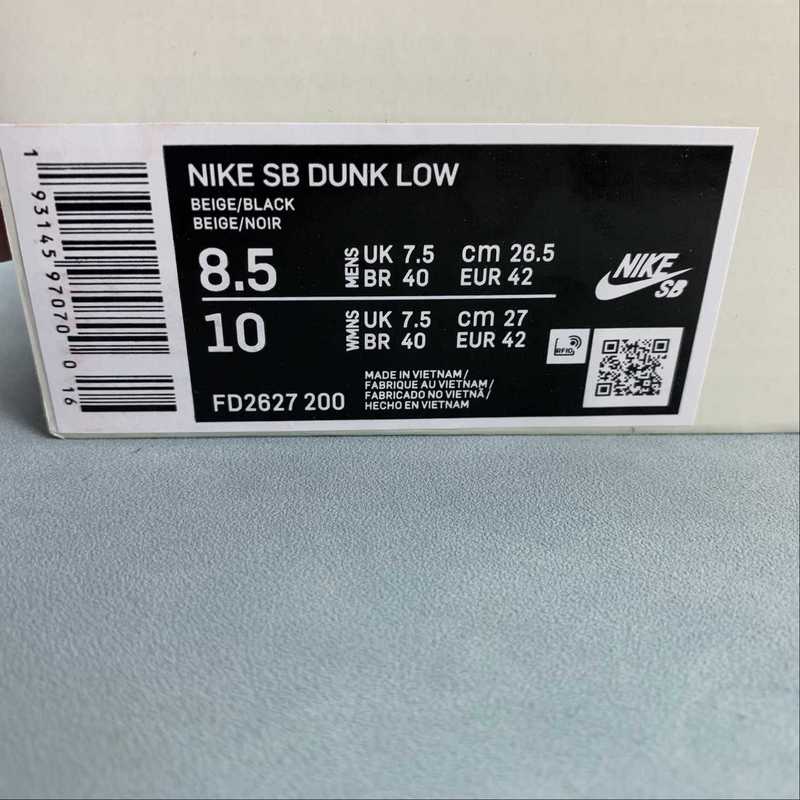 NIKE SB DUNK LOW
BEIGE/BLACK
BEIGE/NOIR
8.5 MENS UK 7.5 cm 26.5
BR 40 EUR 42
10 WMNS UK 7.5 cm 27
BR 40 EUR 42
NIKE
SB
RFID
MADE IN VIETNAM/
FABRIQUE AU VIETNAM/
FABRICADO NO VIETNÃ/
HECHO EN VIETNAM
FD2627 200
1 93145 97070 0 16